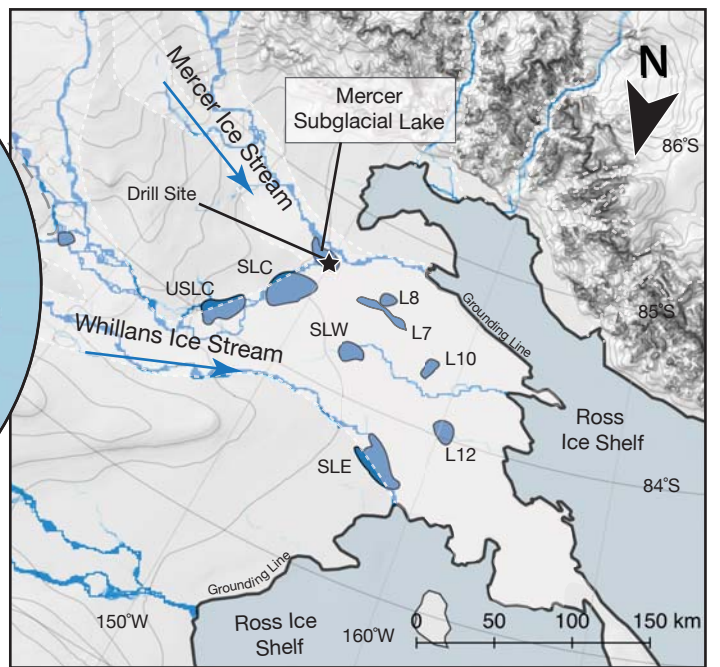 Mercer Ice Stream
Mercer
Subglacial Lake
N
86°S
Drill Site
SLC
USLC
L8
85°S
L7
Grounding Line
Whillans Ice Stream
SLW
L10
Ross
Ice Shelf
L12
SLE
84°S
Grounding Line
150°W
Ross Ice
Shelf
160°W
0 50 100 150 km